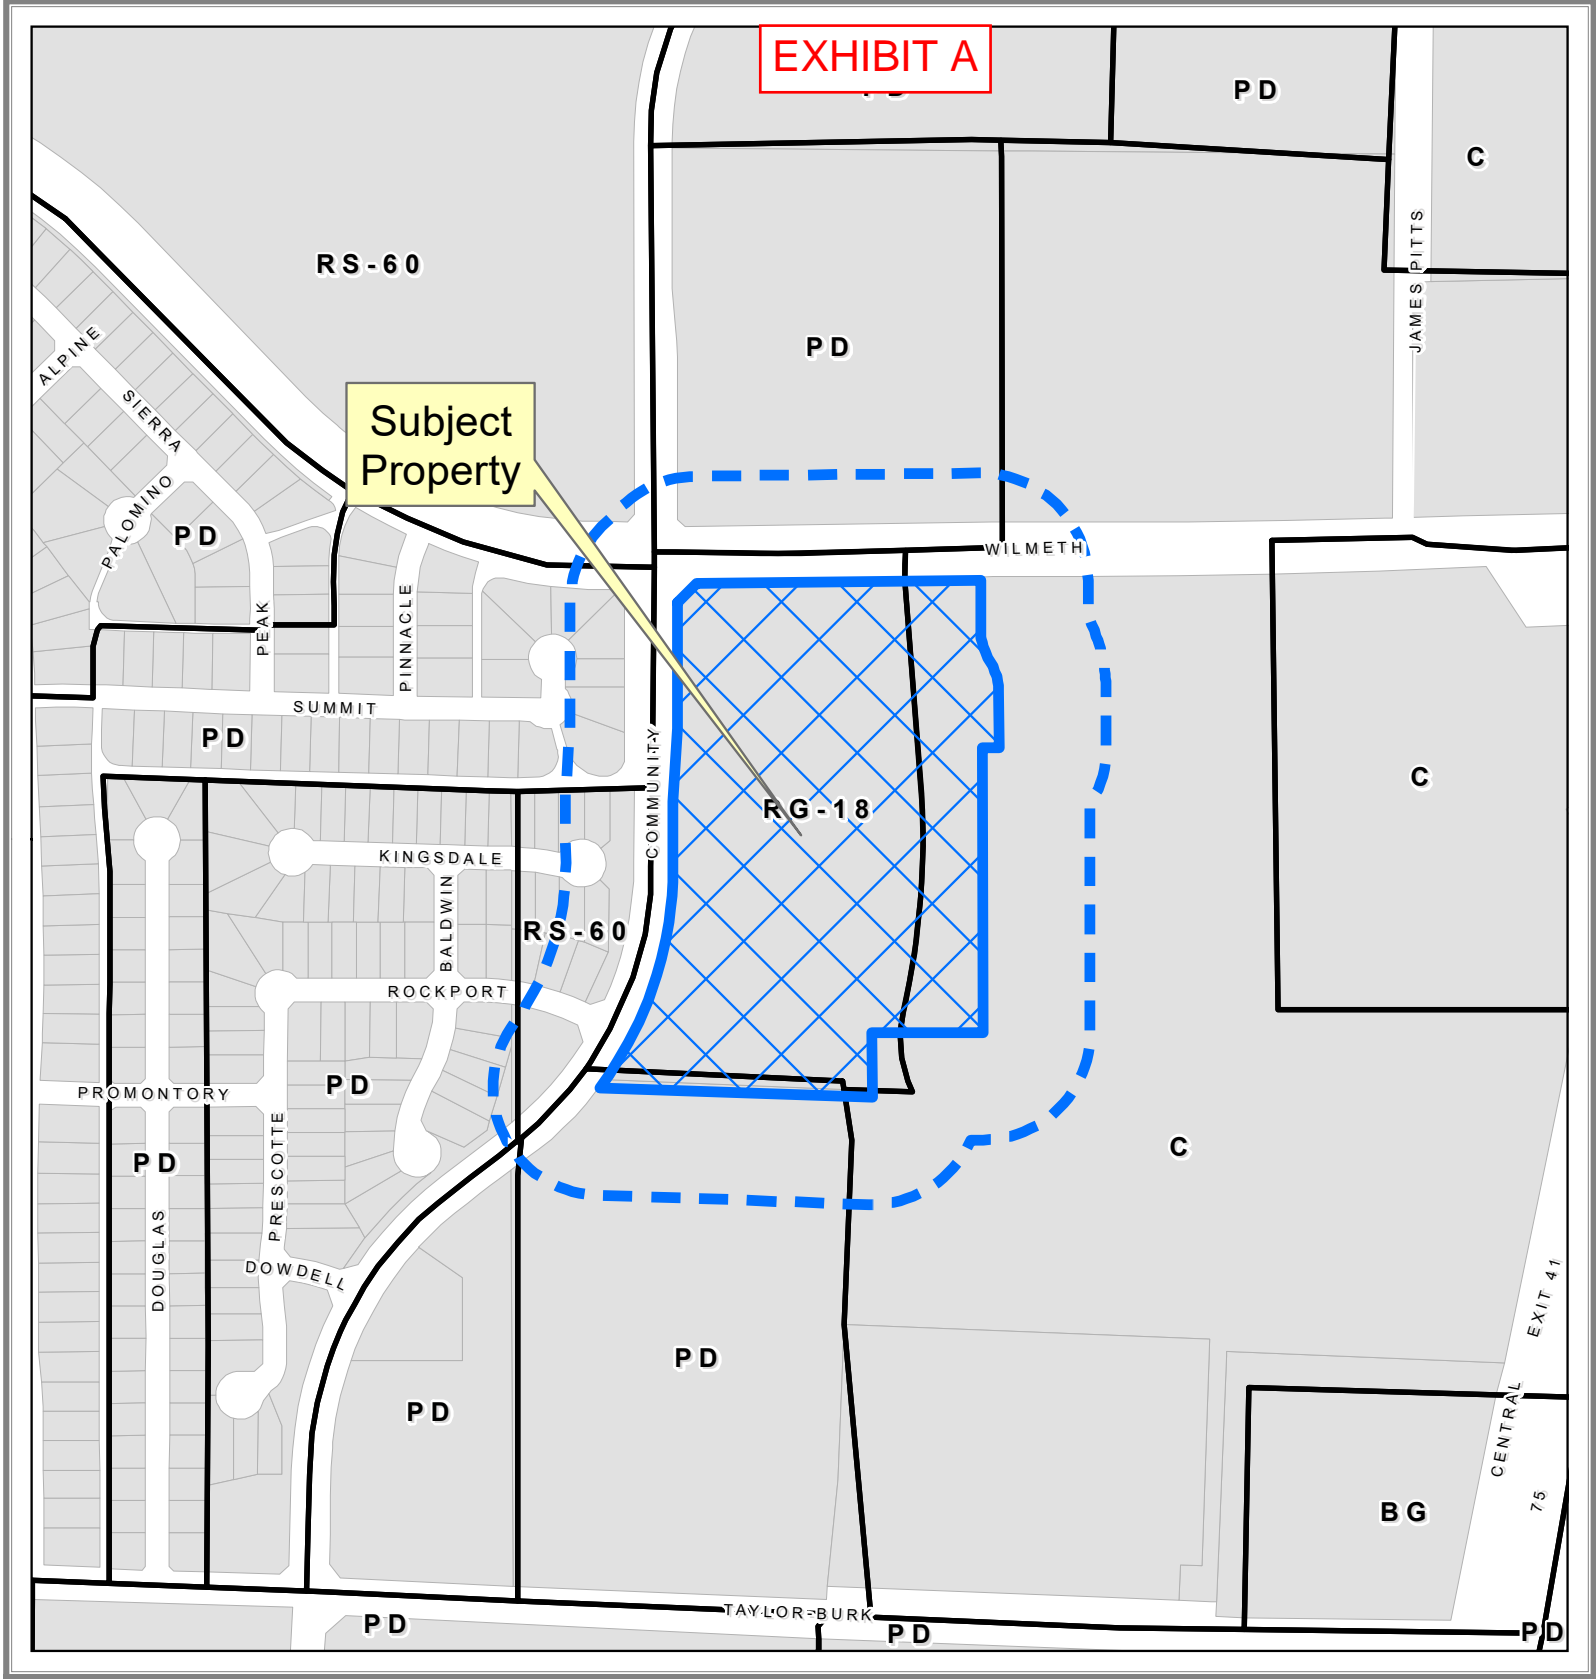 EXHIBIT A
PD
PD
C
JAMES PITTS
RS-60
PD
ALPINE
SIERRA
Subject
Property
PALOMINO
PD
WILMETH
PEAK
PINNACLE
SUMMIT
PD
COMMUNITY
RG-18
C
KINGSDALE
BALDWIN
RS-60
ROCKPORT
PROMONTORY
PD
PRESCOTTE
C
PD
DOUGLAS
DOWDELL
EXIT 41
PD
PD
CENTRAL
75
BG
TAYLOR-BURK
PD
PD
PD